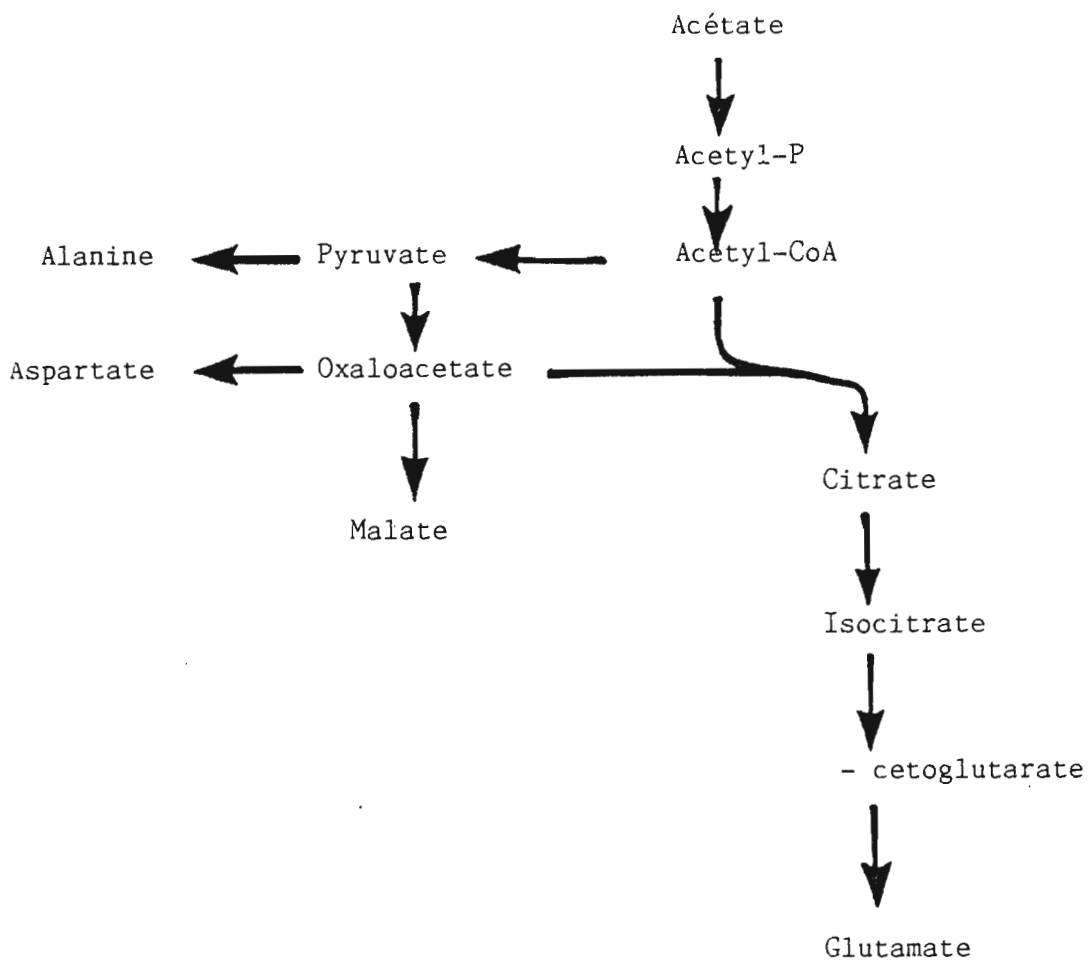 Acétate
Acetyl-P
Alanine
Pyruvate
Acetyl-CoA
Aspartate
Oxaloacetate
Citrate
Malate
Isocitrate
- cetoglutarate
Glutamate